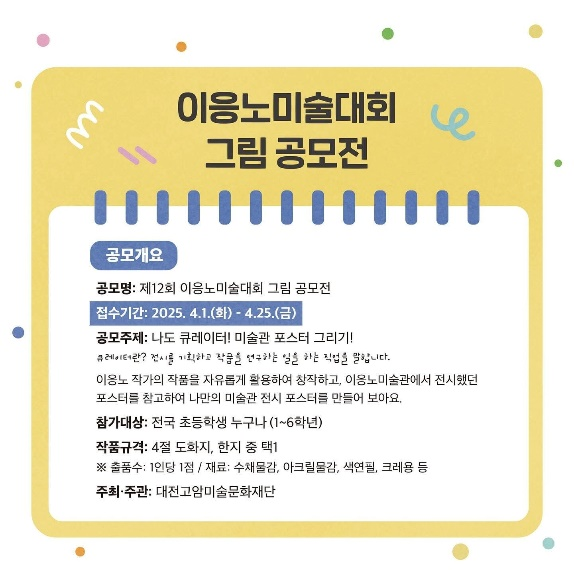 이응노미술대회
그림 공모전
공모개요
공모명: 제12회 이응노미술대회 그림 공모전
접수기간: 2025. 4.1.(화) - 4.25.(금)
공모주제: 나도 큐레이터! 미술관 포스터 그리기!
큐레이터란? 전시를 기획하고 작품을 연구하는 일을 하는 직업을 말합니다.
이응노 작가의 작품을 자유롭게 활용하여 창작하고, 이응노미술관에서 전시했던
포스터를 참고하여 나만의 미술관 전시 포스터를 만들어 보아요.
참가대상: 전국 초등학생 누구나 (1~6학년)
작품규격: 4절 도화지, 한지 중 택1
※ 출품수: 1인당 1점 / 재료: 수채물감, 아크릴물감, 색연필, 크레용 등
주최·주관: 대전고암미술문화재단